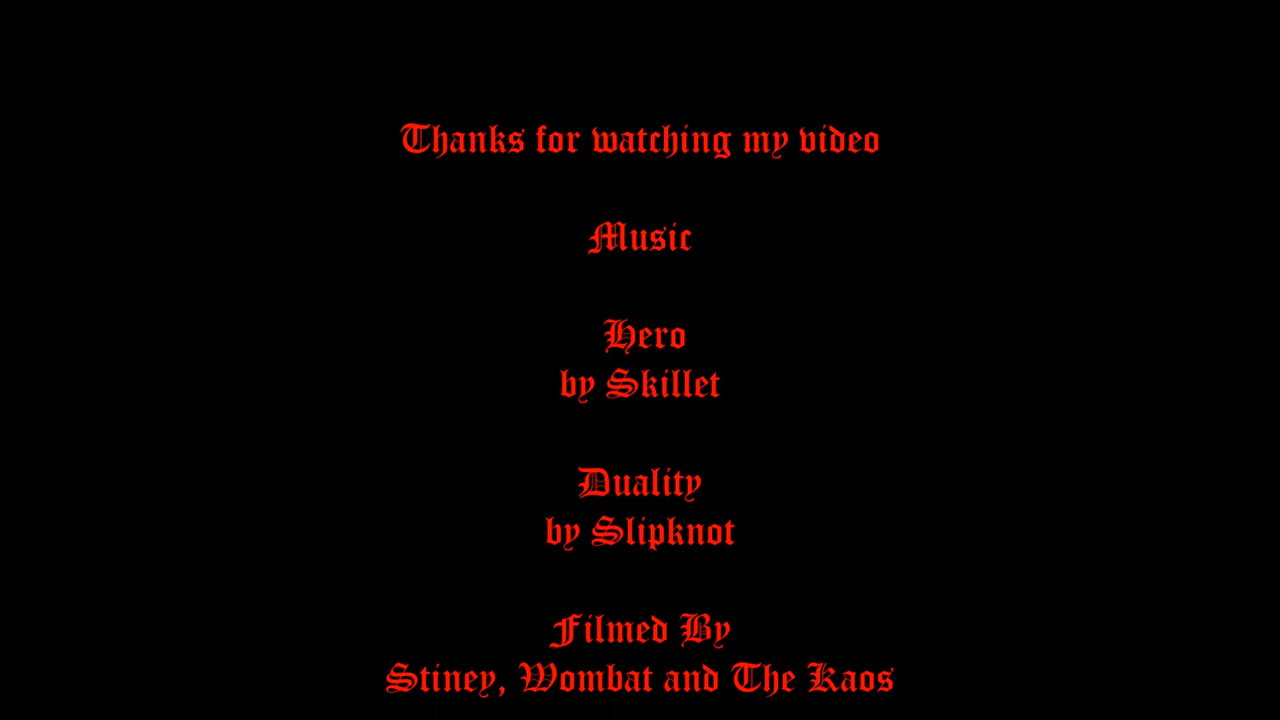 Thanks for watching my video
Music
Hero
by Skillet
Duality
by Slipknot
Filmed By
Stiney, Wombat and The Kaos